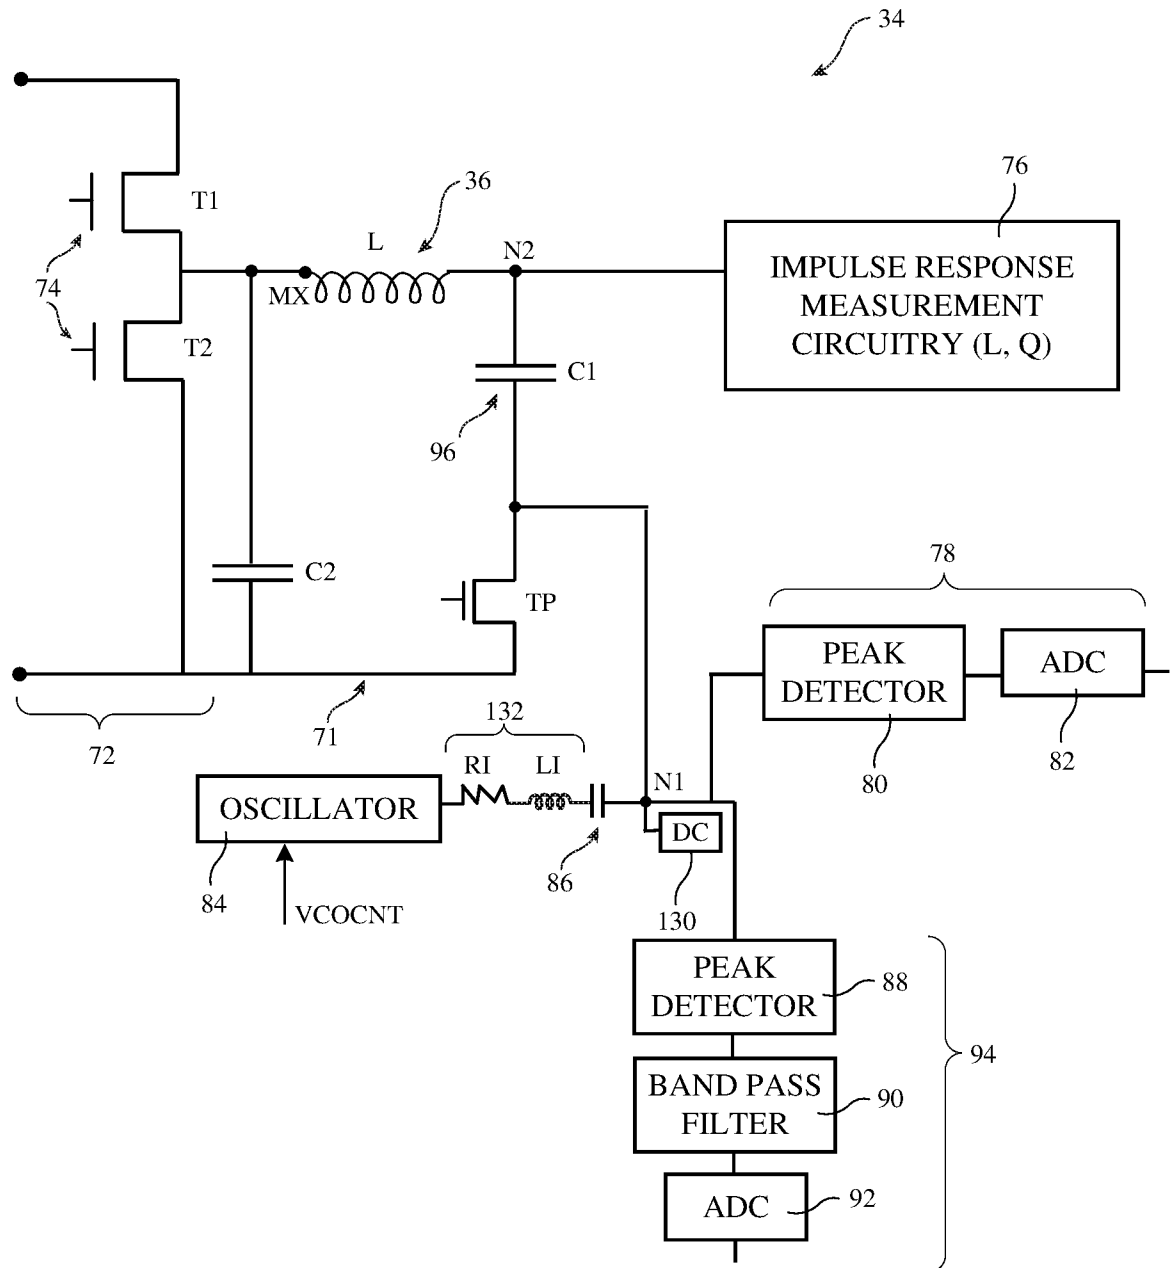 34
76
IMPULSE RESPONSE
MEASUREMENT
CIRCUITRY (L, Q)
36
T1
74
L
N2
MX
T2
C1
96
C2
TP
78
PEAK
DETECTOR
ADC
80
82
72
71
132
RI
LI
N1
OSCILLATOR
DC
84
86
130
VCOCNT
PEAK
DETECTOR
88
94
BAND PASS
FILTER
90
ADC
92